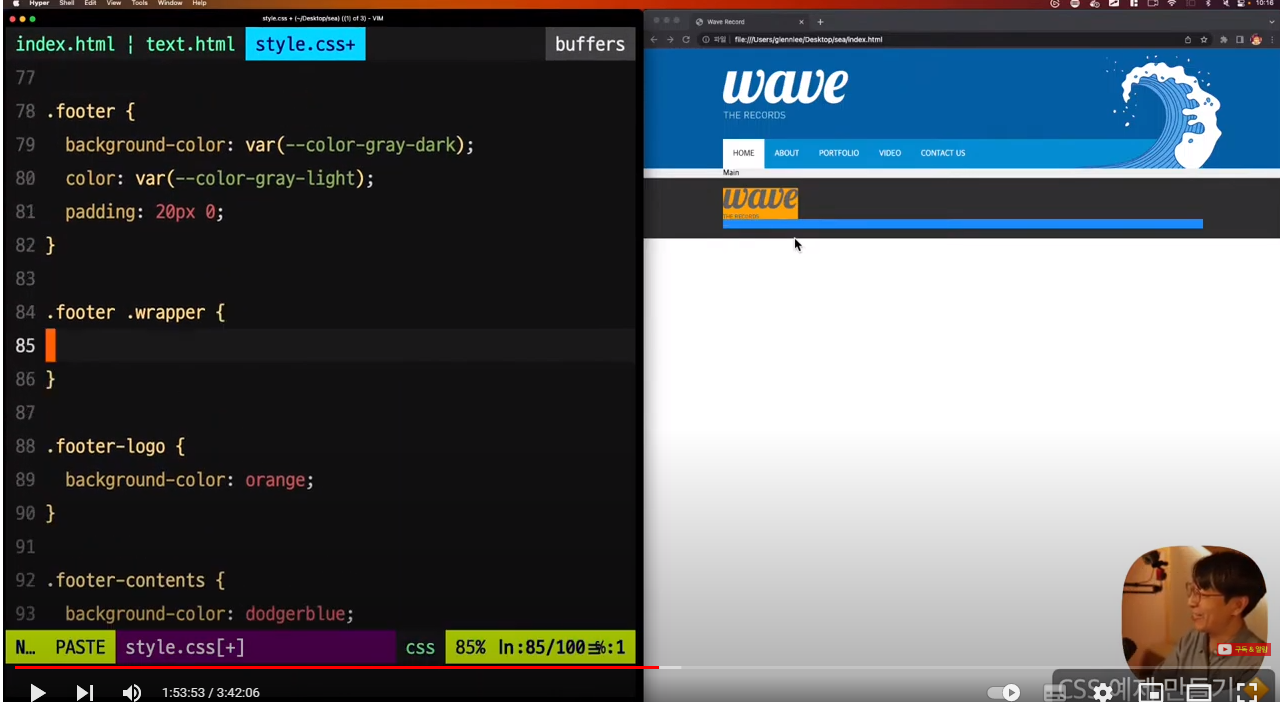 Hyper Shell Edit View Tools Window Help 10:16
style.css + (~/Desktop/sea) ((1) of 3) - VIM
index.html | text.html style.css+ buffers
77
78 .footer {
79 background-color: var(--color-gray-dark);
80 color: var(--color-gray-light);
81 padding: 20px 0;
82 }
83
84 .footer .wrapper {
85
86 }
87
88 .footer-logo {
89 background-color: orange;
90 }
91
92 .footer-contents {
93 background-color: dodgerblue;
N... PASTE style.css[+] css 85% ln:85/100 ℅:1
1:53:53 / 3:42:06
Wave Record
파일 file:///Users/glennlee/Desktop/sea/index.html
wave
THE RECORDS
HOME ABOUT PORTFOLIO VIDEO CONTACT US
Main
wave
THE RECORDS
구독 & 알림
CSS 예제 만들기